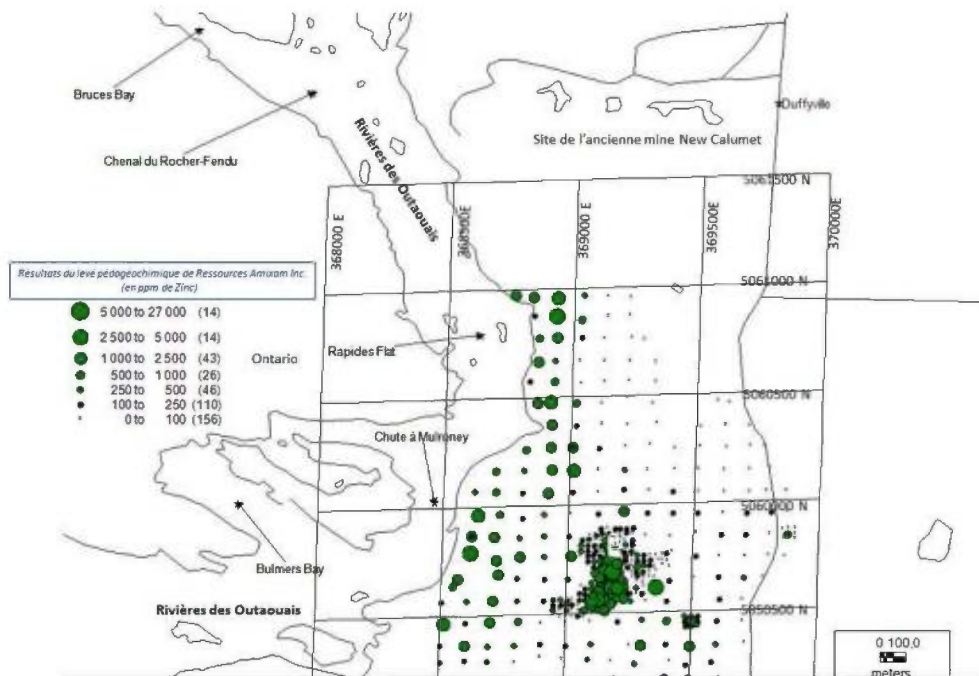 Bruces Bay
Chenal du Rocher-Fendu
Rivières des Outaouais
Duffyville
Site de l'ancienne mine New Calumet
5061500 N
368000 E
368500E
369000 E
369500E
370000 E
Résultats du levé pédogéochimique de Ressources Amixam Inc.
(en ppm de Zinc)
5 000 to 27 000 (14)
2 500 to 5 000 (14)
1 000 to 2 500 (43)
500 to 1 000 (26)
250 to 500 (46)
100 to 250 (110)
0 to 100 (156)
5061000 N
Ontario
Rapides Flat
5060500 N
Chute à Mulroney
5060000 N
Bulmers Bay
Rivières des Outaouais
0 100,0
meters